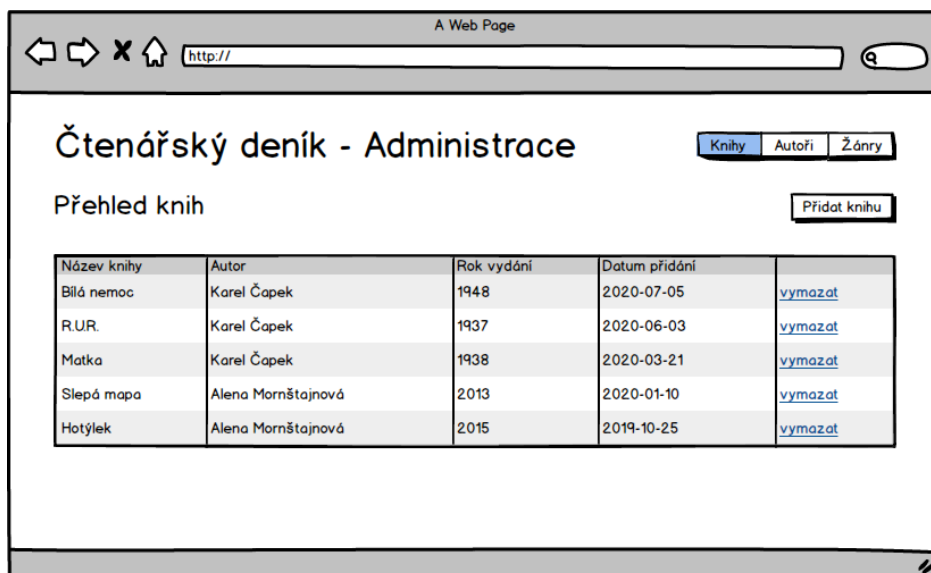 A Web Page
http://
Čtenářský deník - Administrace
Knihy Autoři Žánry
Přehled knih
Přidat knihu
Název knihy Autor Rok vydání Datum přidání
Bílá nemoc Karel Čapek 1948 2020-07-05 vymazat
R.U.R. Karel Čapek 1937 2020-06-03 vymazat
Matka Karel Čapek 1938 2020-03-21 vymazat
Slepá mapa Alena Mornštajnová 2013 2020-01-10 vymazat
Hotýlek Alena Mornštajnová 2015 2019-10-25 vymazat